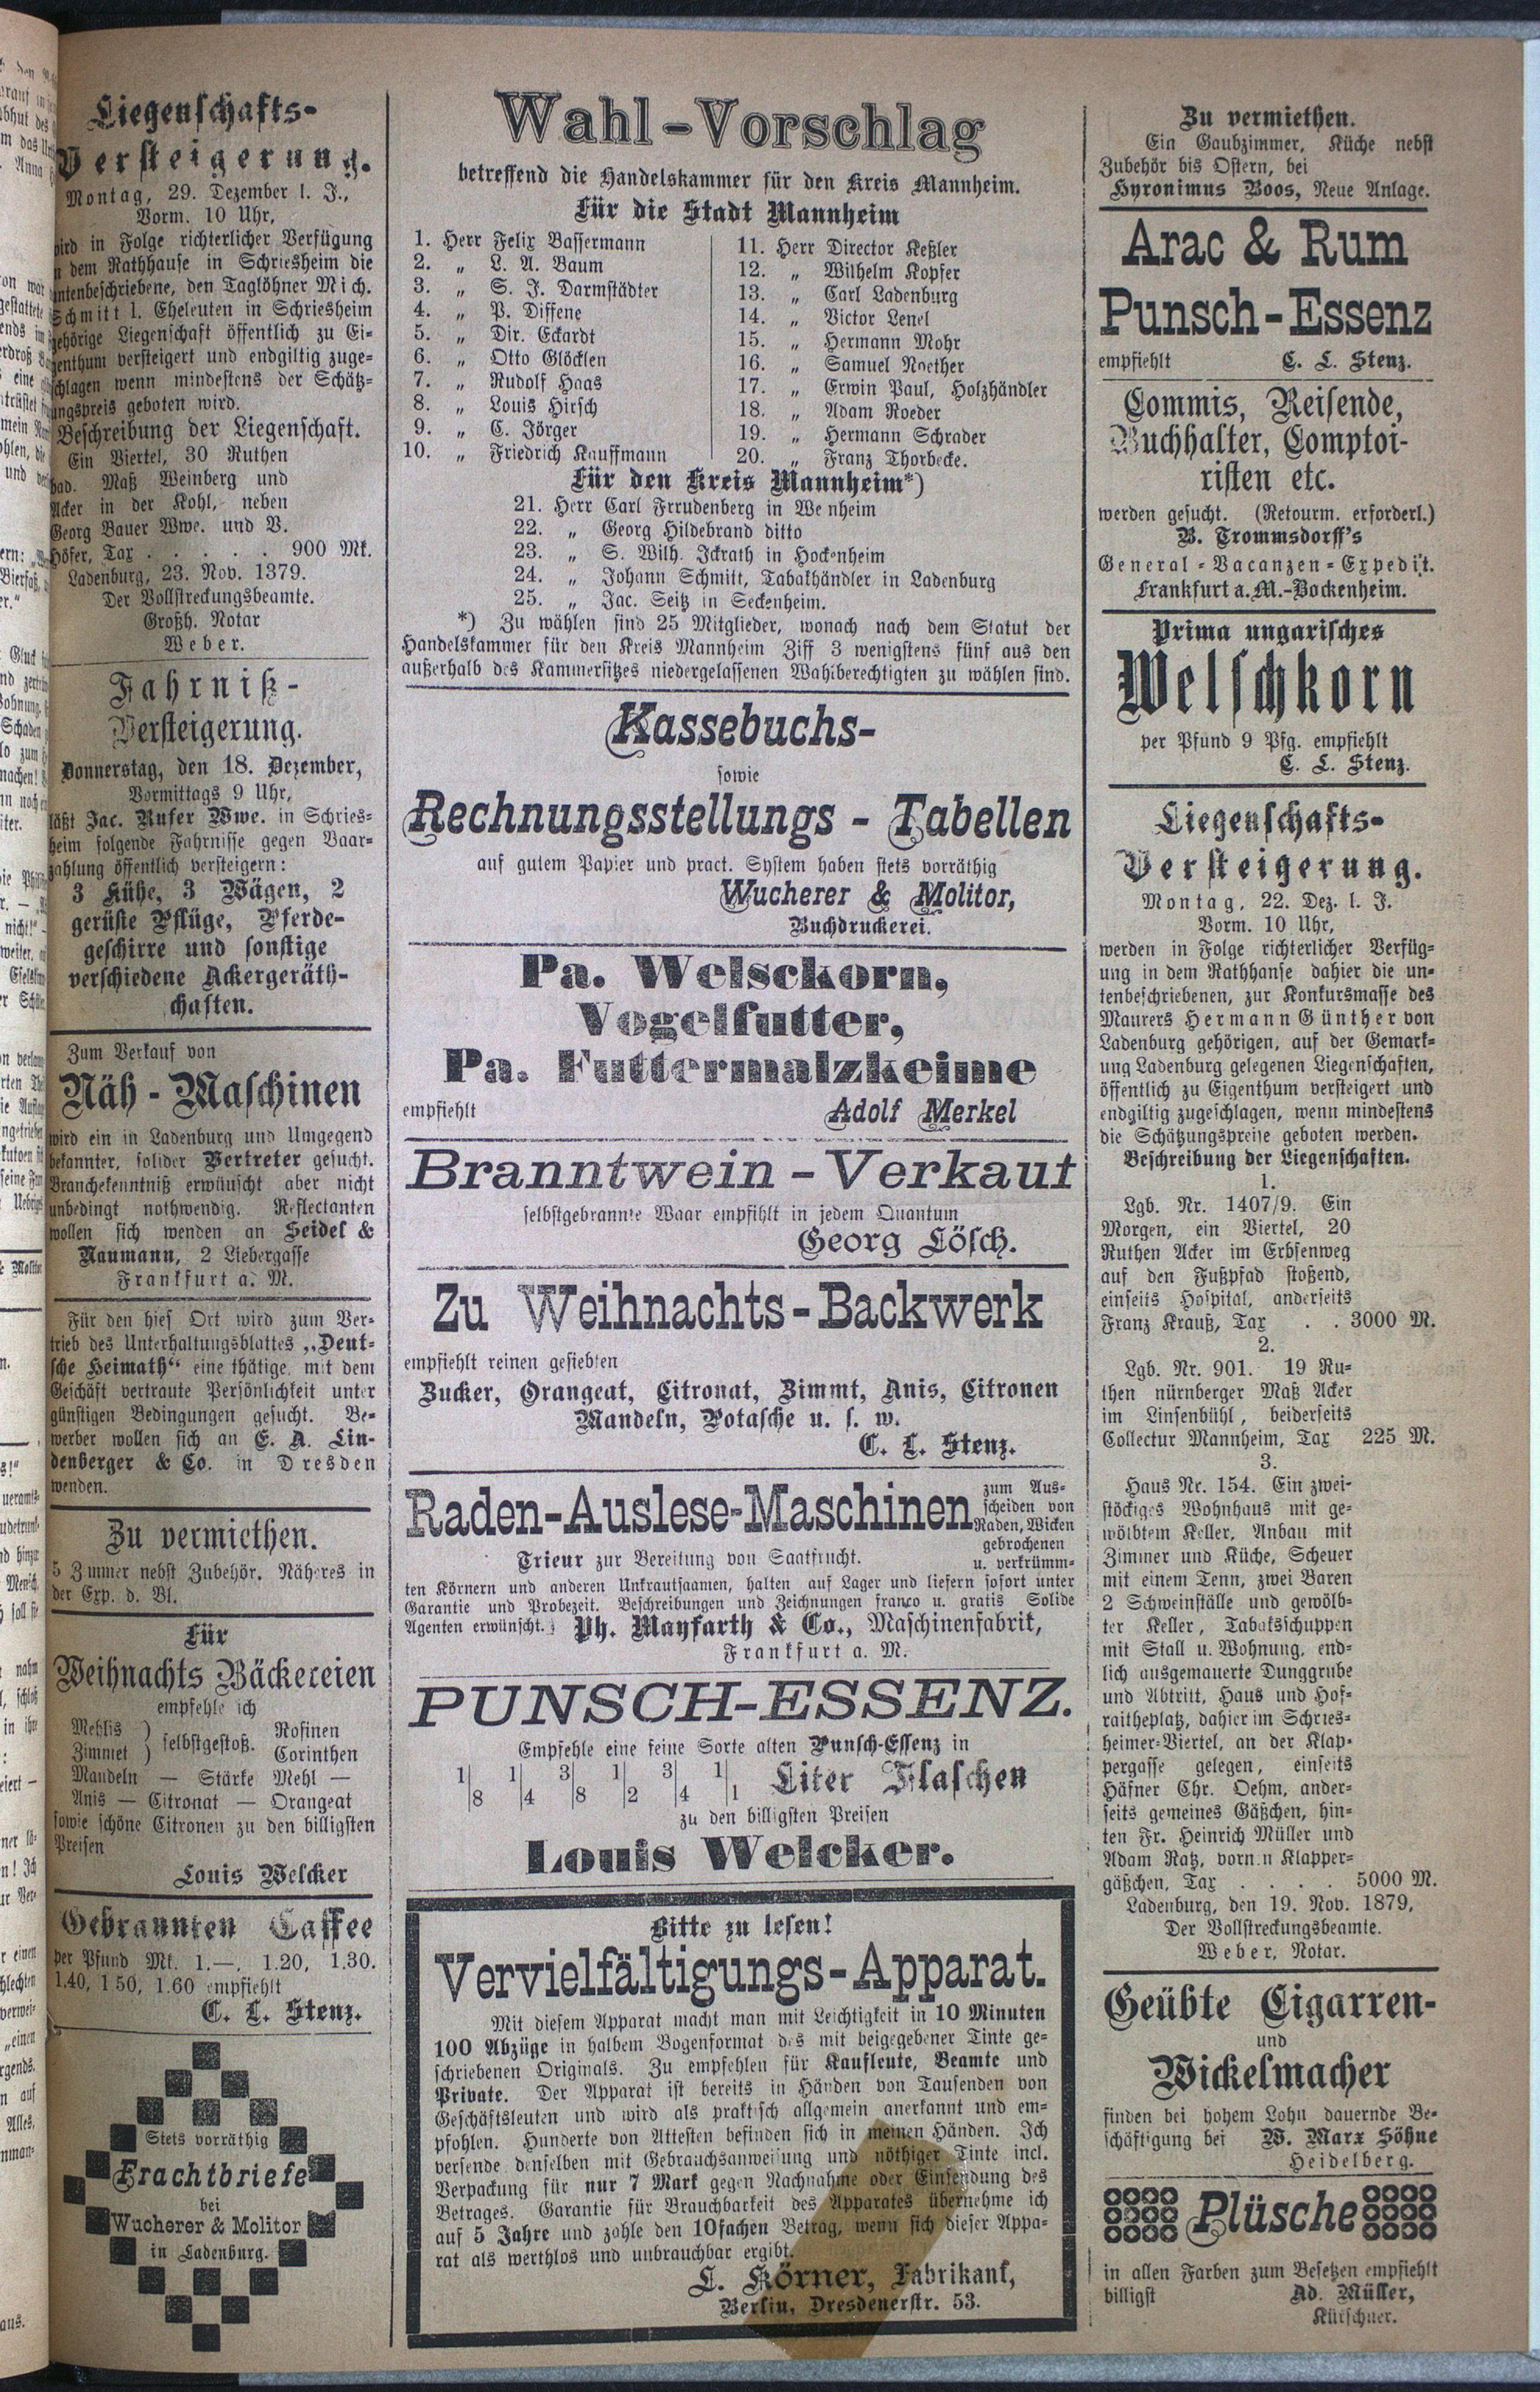 Liegenschafts-
Versteigerung.
Montag, 29. Dezember l. J.,
Vorm. 10 Uhr,
wird in Folge richterlicher Verfügung
in dem Rathhause in Schriesheim die
untenbeschriebene, den Taglöhner Mich.
Schmitt I. Eheleuten in Schriesheim
gehörige Liegenschaft öffentlich zu Ei-
genthum versteigert und endgiltig zuge-
schlagen wenn mindestens der Schätz-
ungspreis geboten wird.
Beschreibung der Liegenschaft.
Ein Viertel, 30 Ruthen
bad. Maß Weinberg und
Acker in der Kohl, neben
Georg Bauer Wwe. und V.
Höfer, Tax . . . . . 900 Mk.
Ladenburg, 23. Nov. 1379.
Der Vollstreckungsbeamte.
Großh. Notar
Weber.
Fahrniß-
Versteigerung.
Donnerstag, den 18. Dezember,
Vormittags 9 Uhr,
läßt Jac. Rufer Wwe. in Schries-
heim folgende Fahrnisse gegen Baar-
zahlung öffentlich versteigern:
3 Kühe, 3 Wägen, 2
gerüste Pflüge, Pferde-
geschirre und sonstige
verschiedene Ackergeräth-
chaften.
Zum Verkauf von
Näh-Maschinen
wird ein in Ladenburg und Umgegend
bekannter, solider Vertreter gesucht.
Branchekenntniß erwünscht aber nicht
unbedingt nothwendig. Reflectanten
wollen sich wenden an Seidel &
Naumann, 2 Liebergasse
Frankfurt a. M.
Für den hies Ort wird zum Ver-
trieb des Unterhaltungsblattes „Deut-
sche Heimath“ eine thätige mit dem
Geschäft vertraute Persönlichkeit unter
günstigen Bedingungen gesucht. Be-
werber wollen sich an E. A. Lin-
denberger & Co. in Dresden
wenden.
Zu vermiethen.
5 Zimmer nebst Zubehör. Näheres in
der Exp. d. Bl.
Für
Weihnachts Bäckereien
empfehle ich
Mehlis ) selbstgestoß. Rosinen
Zimmet ) Corinthen
Mandeln — Stärke Mehl —
Anis — Citronat — Orangeat
sowie schöne Citronen zu den billigsten
Preisen
Louis Welcker
Gebrannten Caffee
per Pfund Mk. 1.—. 1.20, 1.30.
1.40, 1.50, 1.60 empfiehlt
C. L. Stenz.
Stets vorräthig
Frachtbriefe
bei
Wucherer & Molitor
in Ladenburg.
Wahl-Vorschlag
betreffend die Handelskammer für den Kreis Mannheim.
Für die Stadt Mannheim
1. Herr Felix Bassermann
2. „ L. A. Baum
3. „ S. J. Darmstädter
4. „ P. Diffene
5. „ Dir. Eckardt
6. „ Otto Glöcklen
7. „ Rudolf Haas
8. „ Louis Hirsch
9. „ C. Jörger
10. „ Friedrich Kauffmann
11. Herr Director Keßler
12. „ Wilhelm Kopfer
13. „ Carl Ladenburg
14. „ Victor Lenel
15. „ Hermann Mohr
16. „ Samuel Noether
17. „ Erwin Paul, Holzhändler
18. „ Adam Roeder
19. „ Hermann Schrader
20. „ Franz Thorbecke.
Für den Kreis Mannheim*)
21. Herr Carl Frrudenberg in We nheim
22. „ Georg Hildebrand ditto
23. „ S. Wilh. Ickrath in Hockenheim
24. „ Johann Schmitt, Tabakhändler in Ladenburg
25. „ Jac. Seitz in Seckenheim.
*) Zu wählen sind 25 Mitglieder, wonach nach dem Statut der
Handelskammer für den Kreis Mannheim Ziff 3 wenigstens fünf aus den
außerhalb des Kammersitzes niedergelassenen Wahlberechtigten zu wählen sind.
Kassebuchs-
sowie
Rechnungsstellungs - Tabellen
auf gutem Papier und pract. System haben stets vorräthig
Wucherer & Molitor,
Buchdruckerei.
Pa. Welsckorn,
Vogelfutter,
Pa. Futtermalzkeime
empfiehlt Adolf Merkel
Branntwein-Verkauf
selbstgebrannte Waar empfihlt in jedem Quantum
Georg Lösch.
Zu Weihnachts-Backwerk
empfiehlt reinen gesiebten
Zucker, Orangeat, Citronat, Zimmt, Anis, Citronen
Mandeln, Potasche u. s. w.
C. L. Stenz.
Raden-Auslese-Maschinen zum Aus-
scheiden von
Raden, Wicken
gebrochenen
Trieur zur Bereitung von Saatfrucht. u. verkrümm-
ten Körnern und anderen Unkrautsaamen, halten auf Lager und liefern sofort unter
Garantie und Probezeit. Beschreibungen und Zeichnungen franco u. gratis Solide
Agenten erwünscht. Ph. Mayfarth & Co., Maschinenfabrik,
Frankfurt a. M.
PUNSCH-ESSENZ.
Empfehle eine feine Sorte alten Punsch-Essenz in
1/8 1/4 3/8 1/2 3/4 1/1 Liter Flaschen
zu den billigsten Preisen
Louis Welcker.
Bitte zu lesen!
Vervielfältigungs-Apparat.
Mit diesem Apparat macht man mit Leichtigkeit in 10 Minuten
100 Abzüge in halbem Bogenformat des mit beigegebener Tinte ge-
schriebenen Originals. Zu empfehlen für Kaufleute, Beamte und
Private. Der Apparat ist bereits in Händen von Tausenden von
Geschäftsleuten und wird als praktisch allgemein anerkannt und em-
pfohlen. Hunderte von Attesten befinden sich in meinen Händen. Ich
versende denselben mit Gebrauchsanweisung und nöthiger Tinte incl.
Verpackung für nur 7 Mark gegen Nachnahme oder Einsendung des
Betrages. Garantie für Brauchbarkeit des Apparates übernehme ich
auf 5 Jahre und zahle den 10fachen Betrag, wenn sich dieser Appa-
rat als werthlos und unbrauchbar ergibt.
L. Körner, Fabrikant,
Berlin, Dresdenerstr. 53.
Zu vermiethen.
Ein Gaubzimmer, Küche nebst
Zubehör bis Ostern, bei
Hyronimus Boos, Neue Anlage.
Arac & Rum
Punsch-Essenz
empfiehlt C. L. Stenz.
Commis, Reisende,
Buchhalter, Comptoi-
risten etc.
werden gesucht. (Retourm. erforderl.)
B. Trommsdorff's
General-Vacanzen-Expedit.
Frankfurt a. M.-Bockenheim.
Prima ungarisches
Welschkorn
per Pfund 9 Pfg. empfiehlt
C. L. Stenz.
Liegenschafts-
Versteigerung.
Montag, 22. Dez. l. J.
Vorm. 10 Uhr,
werden in Folge richterlicher Verfüg-
ung in dem Rathhause dahier die un-
tenbeschriebenen, zur Konkursmasse des
Maurers Hermann Günther von
Ladenburg gehörigen, auf der Gemark-
ung Ladenburg gelegenen Liegenschaften,
öffentlich zu Eigenthum versteigert und
endgiltig zugeschlagen, wenn mindestens
die Schätzungspreise geboten werden.
Beschreibung der Liegenschaften.
1.
Lgb. Nr. 1407/9. Ein
Morgen, ein Viertel, 20
Ruthen Acker im Erbsenweg
auf den Fußpfad stoßend,
einseits Hospital, anderseits
Franz Krauß, Tax . . 3000 M.
2.
Lgb. Nr. 901. 19 Ru-
then nürnberger Maß Acker
im Linsenbühl, beiderseits
Collectur Mannheim, Tax 225 M.
3.
Haus Nr. 154. Ein zwei-
stöckiges Wohnhaus mit ge-
wölbtem Keller, Anbau mit
Zimmer und Küche, Scheuer
mit einem Tenn, zwei Baren
2 Schweinställe und gewölb-
ter Keller, Tabaksschuppen
mit Stall u. Wohnung, end-
lich ausgemauerte Dunggrube
und Abtritt, Haus und Hof-
raitheplatz, dahier im Schries-
heimer-Viertel, an der Klap-
pergasse gelegen, einseits
Häfner Chr. Oehm, ander-
seits gemeines Gäßchen, hin-
ten Fr. Heinrich Müller und
Adam Ratz, vornen Klapper-
gäßchen, Tax . . . . 5000 M.
Ladenburg, den 19. Nov. 1879,
Der Vollstreckungsbeamte.
Weber, Notar.
Geübte Cigarren-
und
Wickelmacher
finden bei hohem Lohn dauernde Be-
schäftigung bei W. Marx Söhne
Heidelberg.
Plüsche
in allen Farben zum Besetzen empfiehlt
billigst Ad. Müller,
Kürschner.